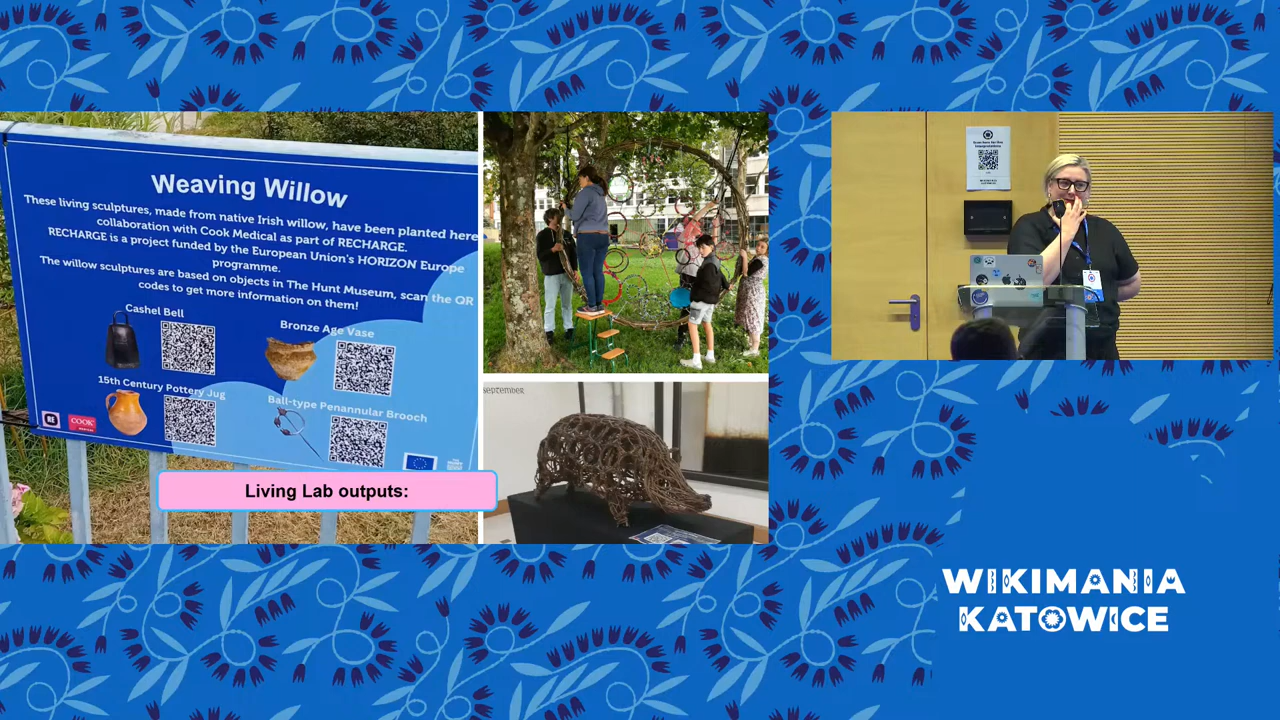 Weaving Willow
These living sculptures, made from native Irish willow, have been planted here
collaboration with Cook Medical as part of RECHARGE.
RECHARGE is a project funded by the European Union's HORIZON Europe
programme.
The willow sculptures are based on objects in The Hunt Museum, scan the QR
codes to get more information on them!
Cashel Bell
Bronze Age Vase
15th Century Pottery Jug
Ball-type Penannular Brooch
RE
COOK
Living Lab outputs:
SEPTEMBER
WIKIMANIA
KATOWICE